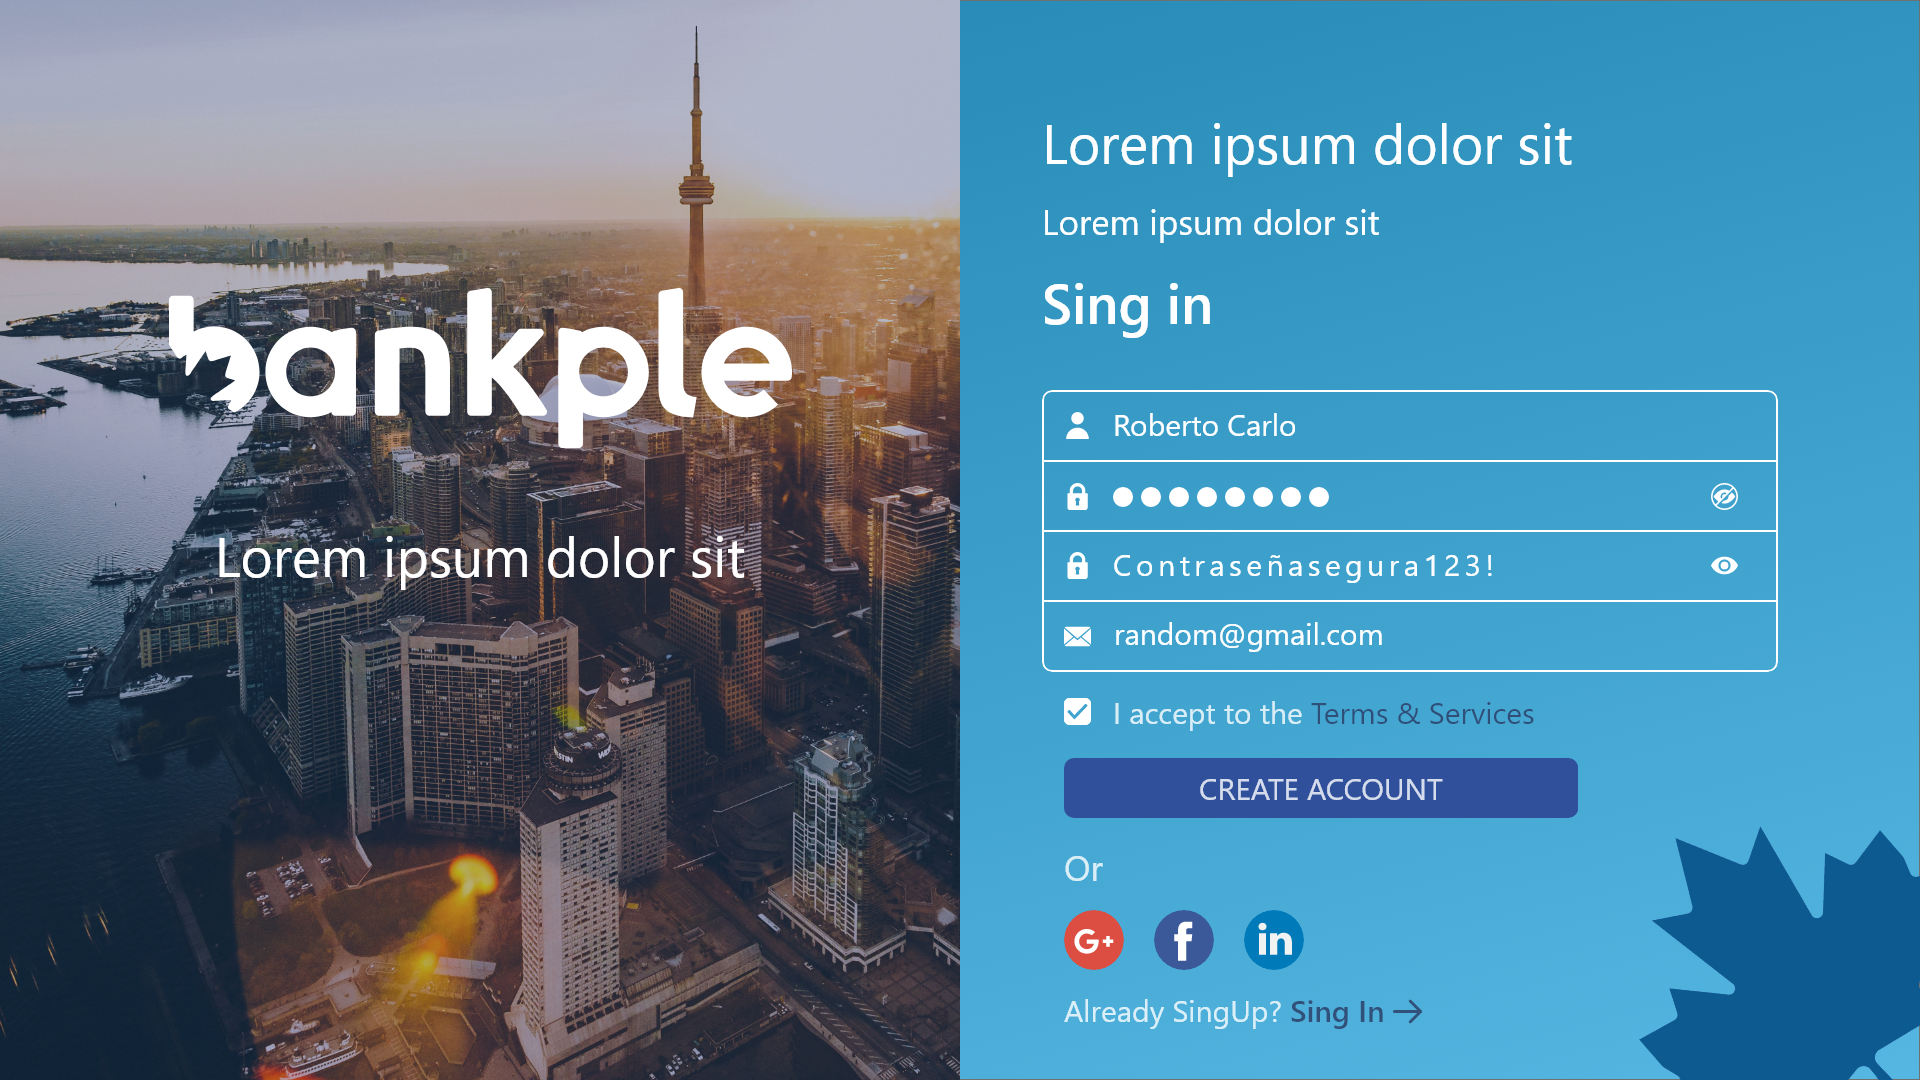 bankple
Lorem ipsum dolor sit
Lorem ipsum dolor sit
Lorem ipsum dolor sit
Sing in
Roberto Carlo
Contraseñasegura123!
random@gmail.com
I accept to the Terms & Services
CREATE ACCOUNT
Or
G+ f in
Already SingUp? Sing In